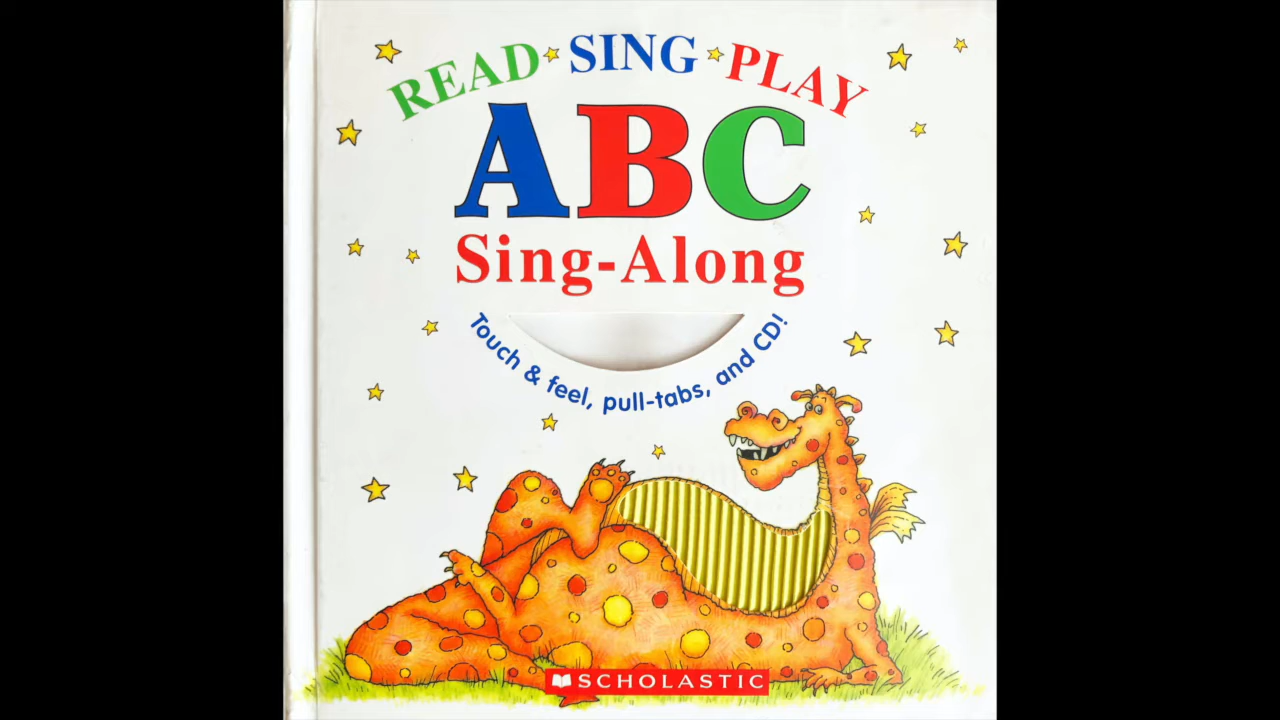 READ SING PLAY
ABC
Sing-Along
Touch & feel, pull-tabs, and CD!
SCHOLASTIC